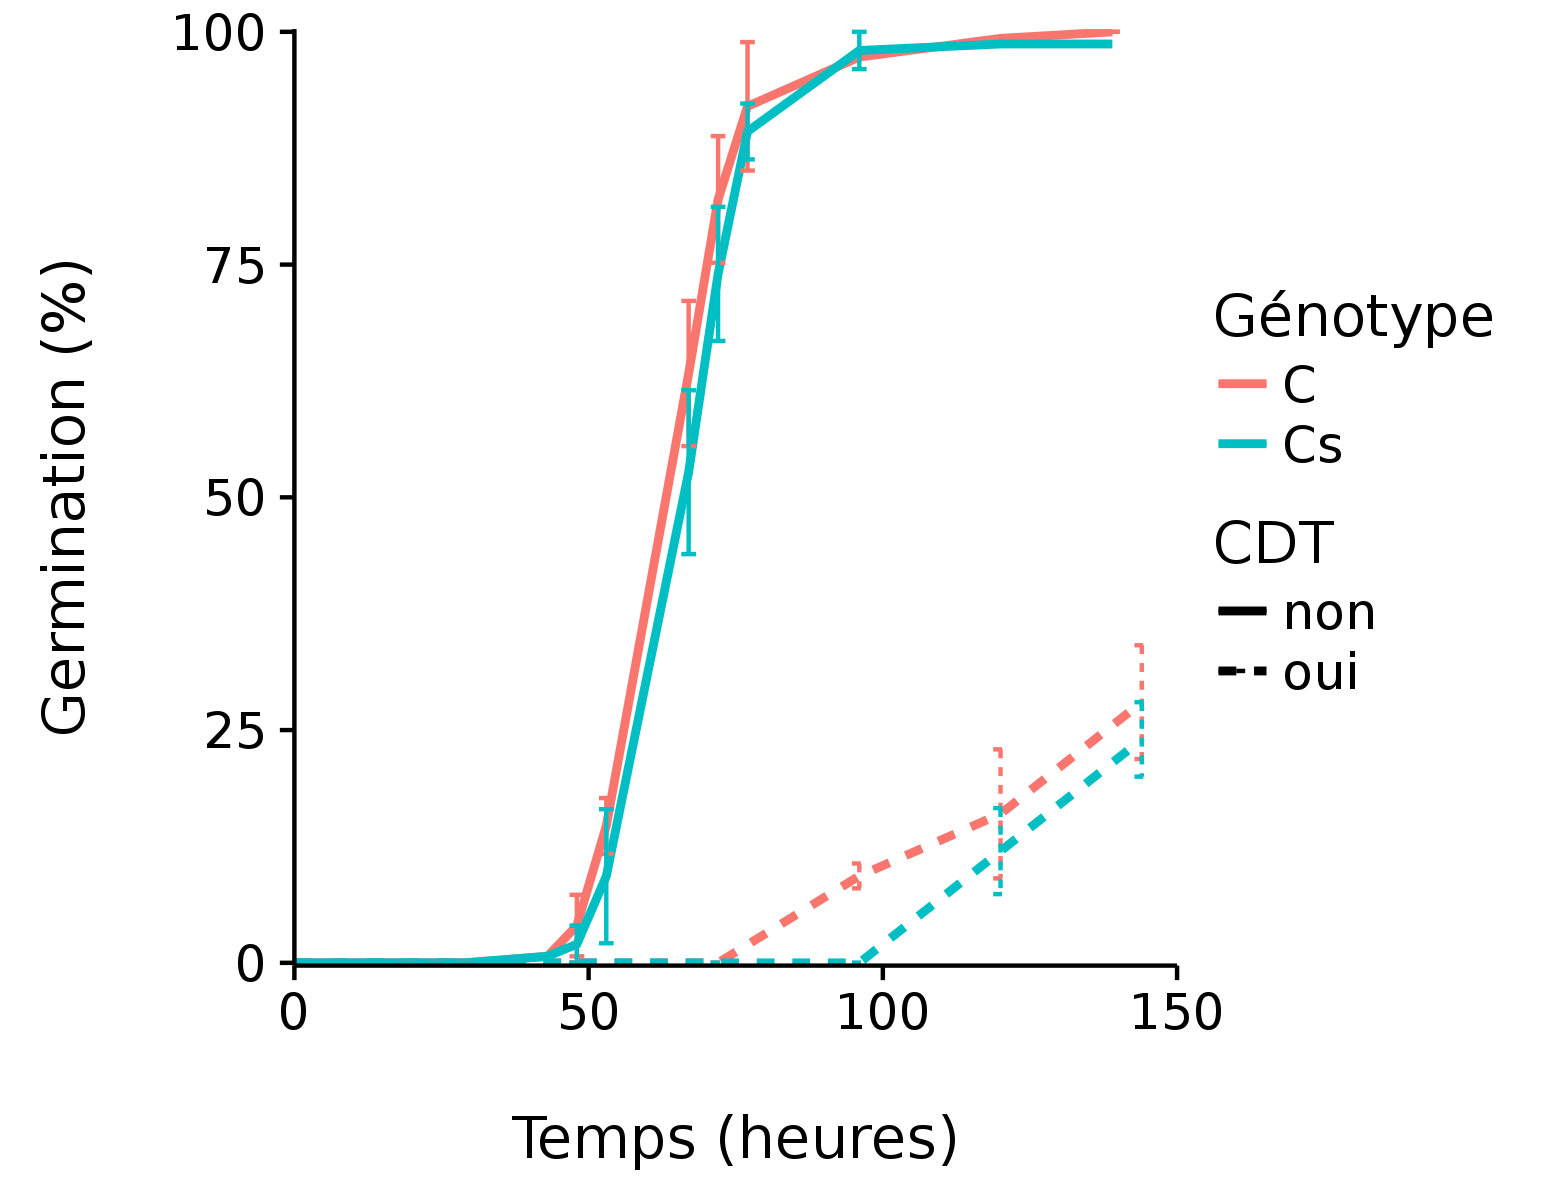 100
75
50
25
0
Germination (%)
0 50 100 150
Temps (heures)
Génotype
C
Cs
CDT
non
oui